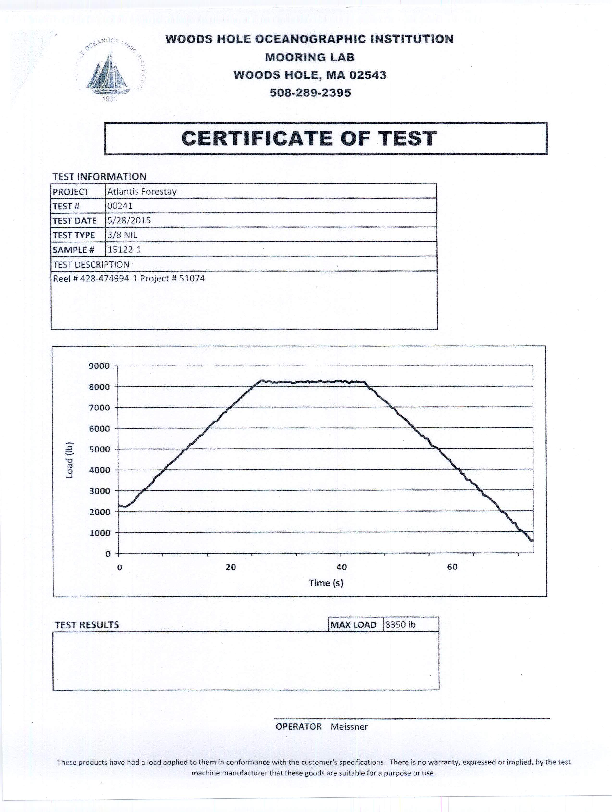 WOODS HOLE OCEANOGRAPHIC INSTITUTION
MOORING LAB
WOODS HOLE, MA 02543
508-289-2395
CERTIFICATE OF TEST
TEST INFORMATION
PROJECT Atlantis Forestay
TEST # 00241
TEST DATE 5/28/2015
TEST TYPE 3/8 NIL
SAMPLE # 15122-1
TEST DESCRIPTION
Reel # 428-474994-1 Project # 51074
9000
8000
7000
6000
5000
4000
3000
2000
1000
0
Load (lb)
0 20 40 60
Time (s)
TEST RESULTS
MAX LOAD 8350 lb
OPERATOR Meissner
These products have had a load applied to them in conformance with the customer's specifications. There is no warranty, expressed or implied, by the test
machine manufacturer that these goods are suitable for a purpose or use.